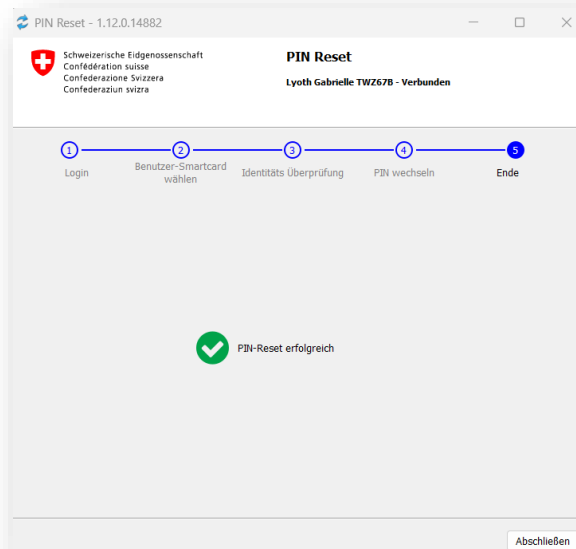 PIN Reset - 1.12.0.14882
Schweizerische Eidgenossenschaft
Confédération suisse
Confederazione Svizzera
Confederaziun svizra
PIN Reset
Lyoth Gabrielle TWZ67B - Verbunden
1
2
3
4
5
Login
Benutzer-Smartcard
wählen
Identitäts Überprüfung
PIN wechseln
Ende
PIN-Reset erfolgreich
Abschließen